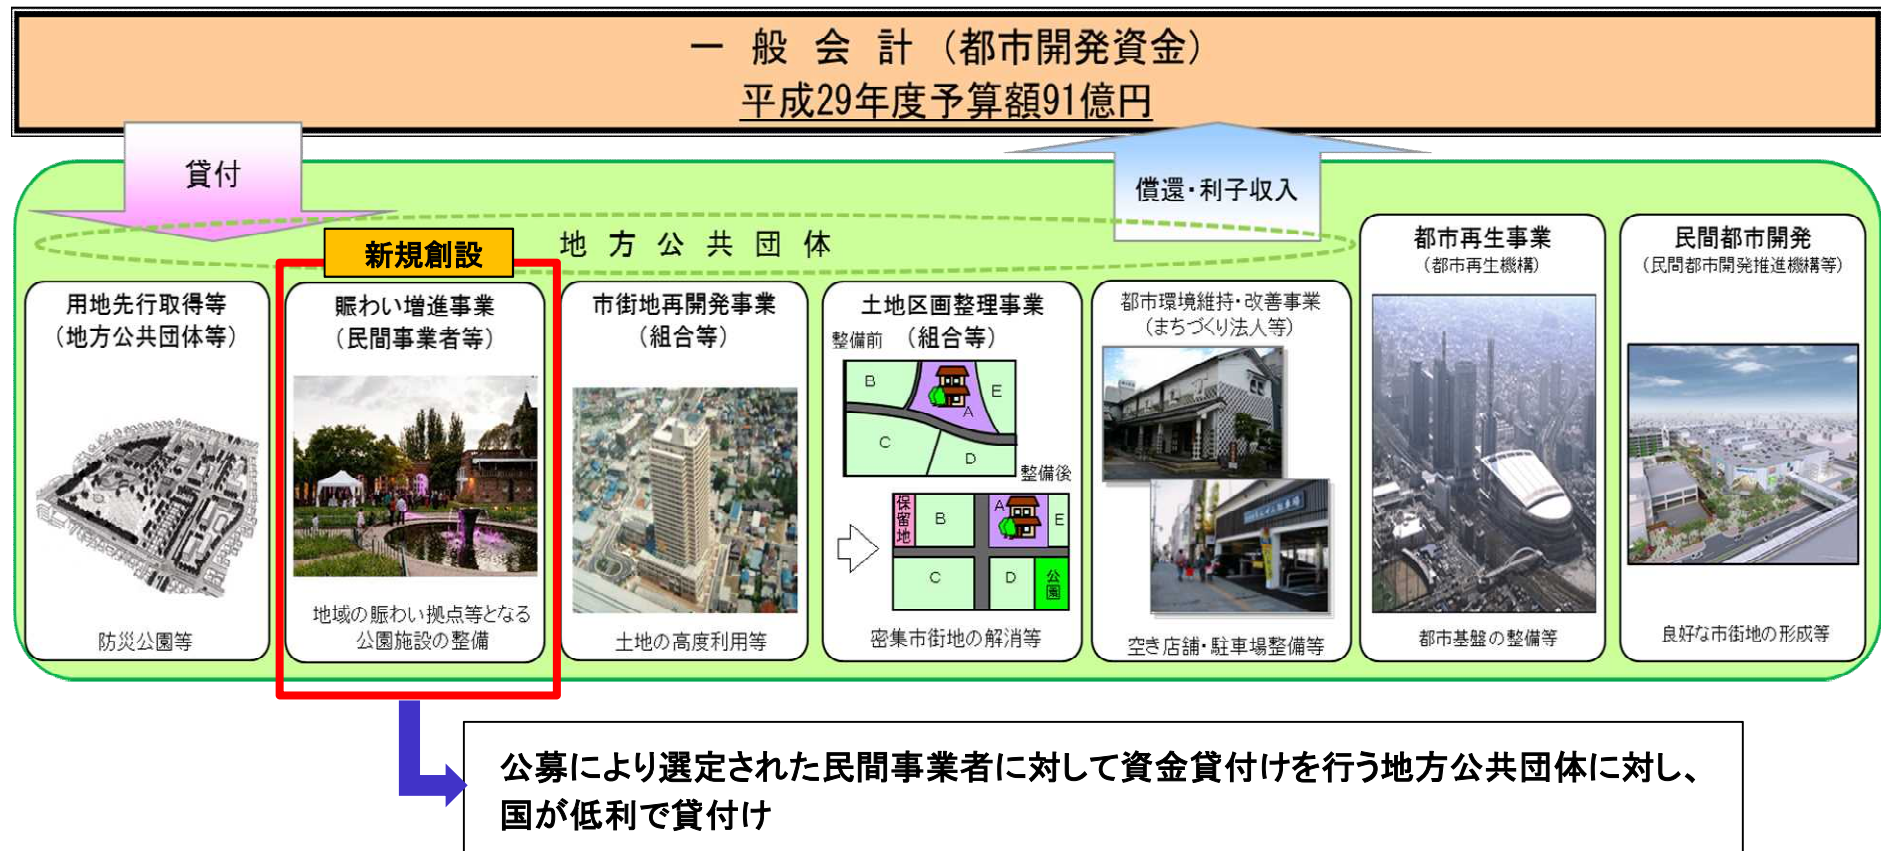 一般会計（都市開発資金）
平成29年度予算額91億円
貸付
償還・利子収入
新規創設
地方公共団体
用地先行取得等
（地方公共団体等）
防災公園等
賑わい増進事業
（民間事業者等）
地域の賑わい拠点等となる
公園施設の整備
市街地再開発事業
（組合等）
土地の高度利用等
土地区画整理事業
整備前
（組合等）
B
E
A
C
D
整備後
保留地
B
A
E
C
D
公園
密集市街地の解消等
都市環境維持・改善事業
（まちづくり法人等）
空き店舗・駐車場整備等
都市再生事業
（都市再生機構）
都市基盤の整備等
民間都市開発
（民間都市開発推進機構等）
良好な市街地の形成等
公募により選定された民間事業者に対して資金貸付けを行う地方公共団体に対し、
国が低利で貸付け